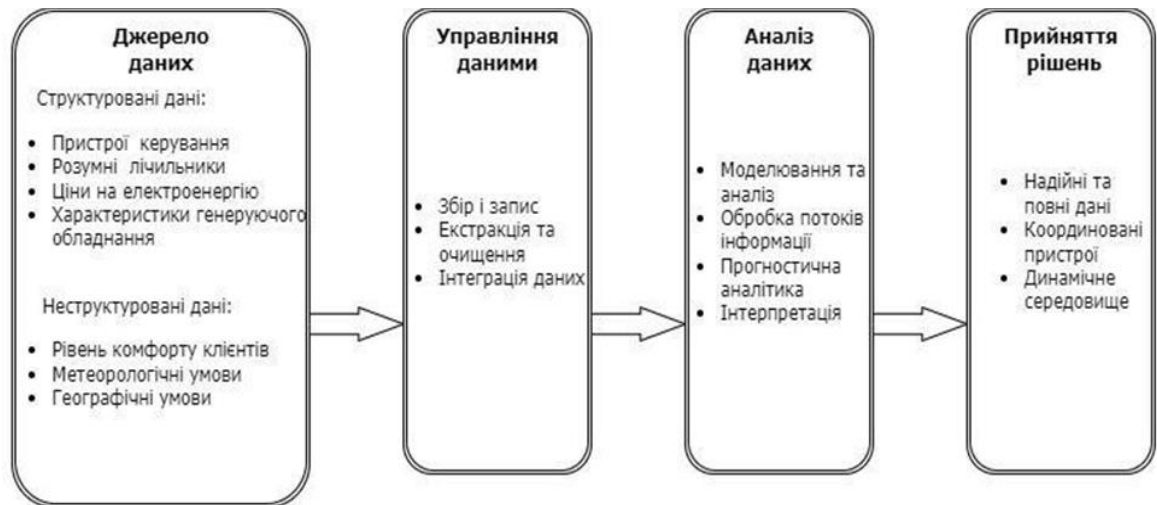 Джерело
даних
Структуровані дані:
• Пристрої керування
• Розумні лічильники
• Ціни на електроенергію
• Характеристики генеруючого
обладнання
Неструктуровані дані:
• Рівень комфорту клієнтів
• Метеорологічні умови
• Географічні умови
Управління
даними
• Збір і запис
• Екстракція та
очищення
• Інтеграція даних
Аналіз
даних
• Моделювання та
аналіз
• Обробка потоків
інформації
• Прогностична
аналітика
• Інтерпретація
Прийняття
рішень
• Надійні та
повні дані
• Координовані
пристрої
• Динамічне
середовище